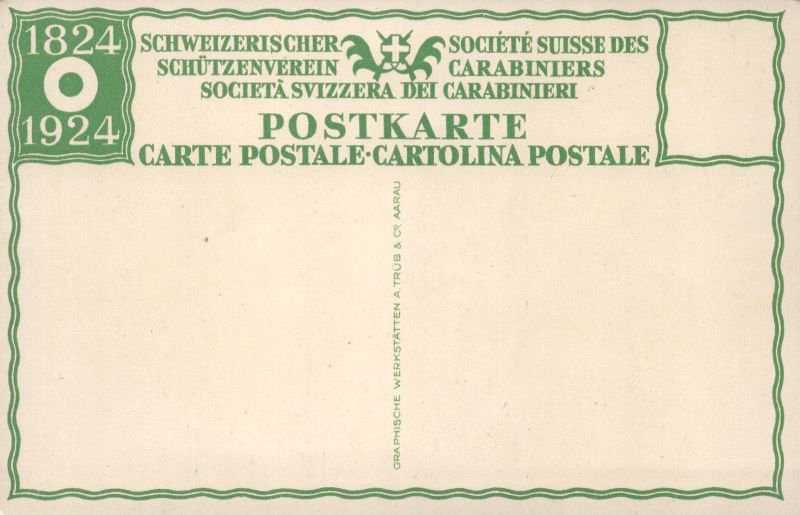 1824
1924
SCHWEIZERISCHER SOCIÉTÉ SUISSE DES
SCHÜTZENVEREIN CARABINIERS
SOCIETÀ SVIZZERA DEI CARABINIERI
POSTKARTE
CARTE POSTALE·CARTOLINA POSTALE
GRAPHISCHE WERKSTÄTTEN A. TRÜB & Co. AARAU